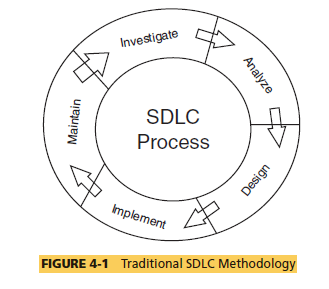 Investigate
Analyze
Design
Implement
Maintain
SDLC
Process
FIGURE 4-1 Traditional SDLC Methodology